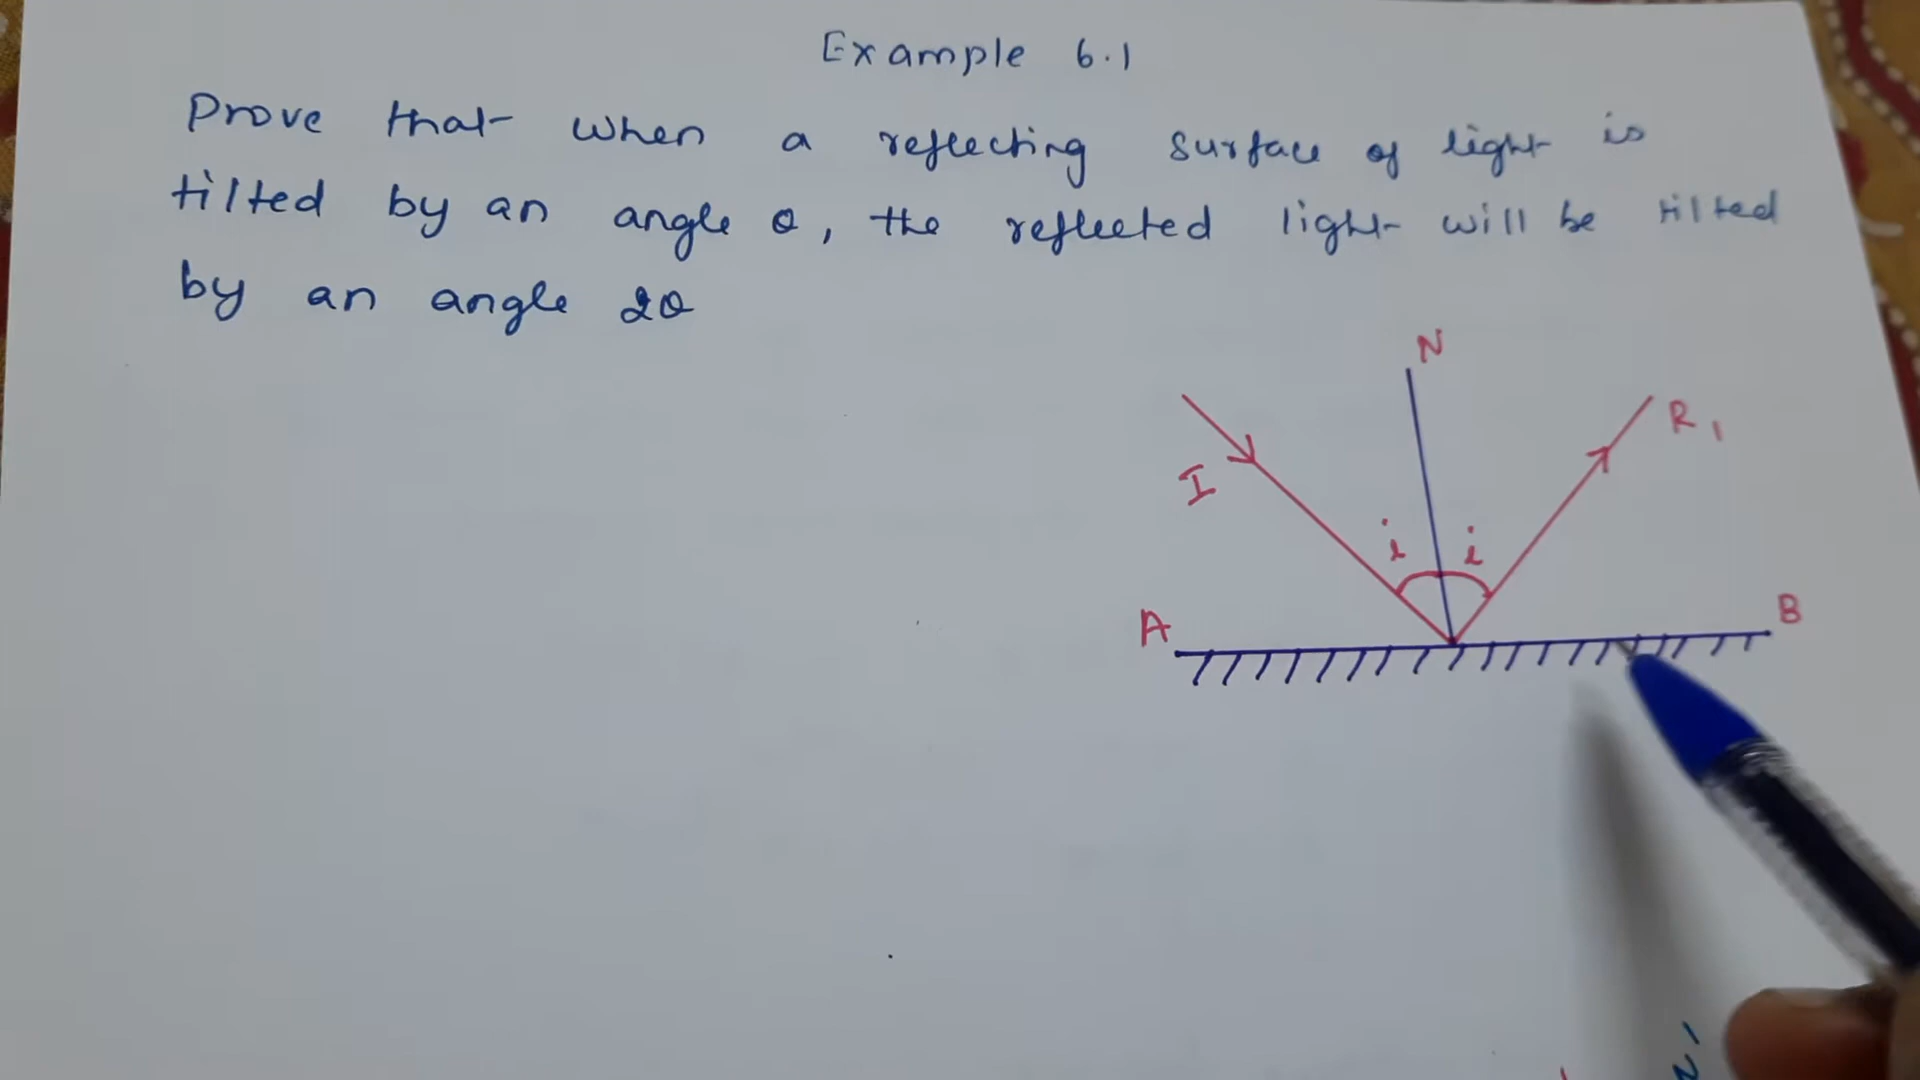 Example 6.1
Prove that when a reflecting surface of light is
tilted by an angle θ, the reflected light will be tilted
by an angle 2θ
N
R1
I
i i
A
B